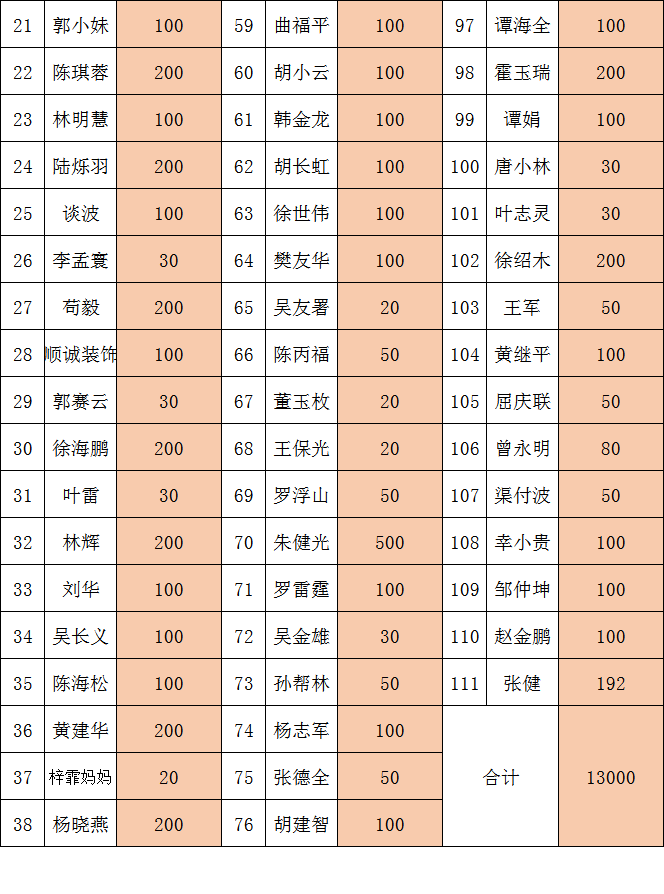 21 郭小妹 100 59 曲福平 100 97 谭海全 100
22 陈琪蓉 200 60 胡小云 100 98 霍玉瑞 200
23 林明慧 100 61 韩金龙 100 99 谭娟 100
24 陆烁羽 200 62 胡长虹 100 100 唐小林 30
25 谈波 100 63 徐世伟 100 101 叶志灵 30
26 李孟寰 30 64 樊友华 100 102 徐绍木 200
27 苟毅 200 65 吴友署 20 103 王军 50
28 顺诚装饰 100 66 陈丙福 50 104 黄继平 100
29 郭赛云 30 67 董玉枚 20 105 屈庆联 50
30 徐海鹏 200 68 王保光 20 106 曾永明 80
31 叶雷 30 69 罗浮山 50 107 渠付波 50
32 林辉 200 70 朱健光 500 108 幸小贵 100
33 刘华 100 71 罗雷霆 100 109 邹仲坤 100
34 吴长义 100 72 吴金雄 30 110 赵金鹏 100
35 陈海松 100 73 孙帮林 50 111 张健 192
36 黄建华 200 74 杨志军 100
37 梓霏妈妈 20 75 张德全 50 合计 13000
38 杨晓燕 200 76 胡建智 100